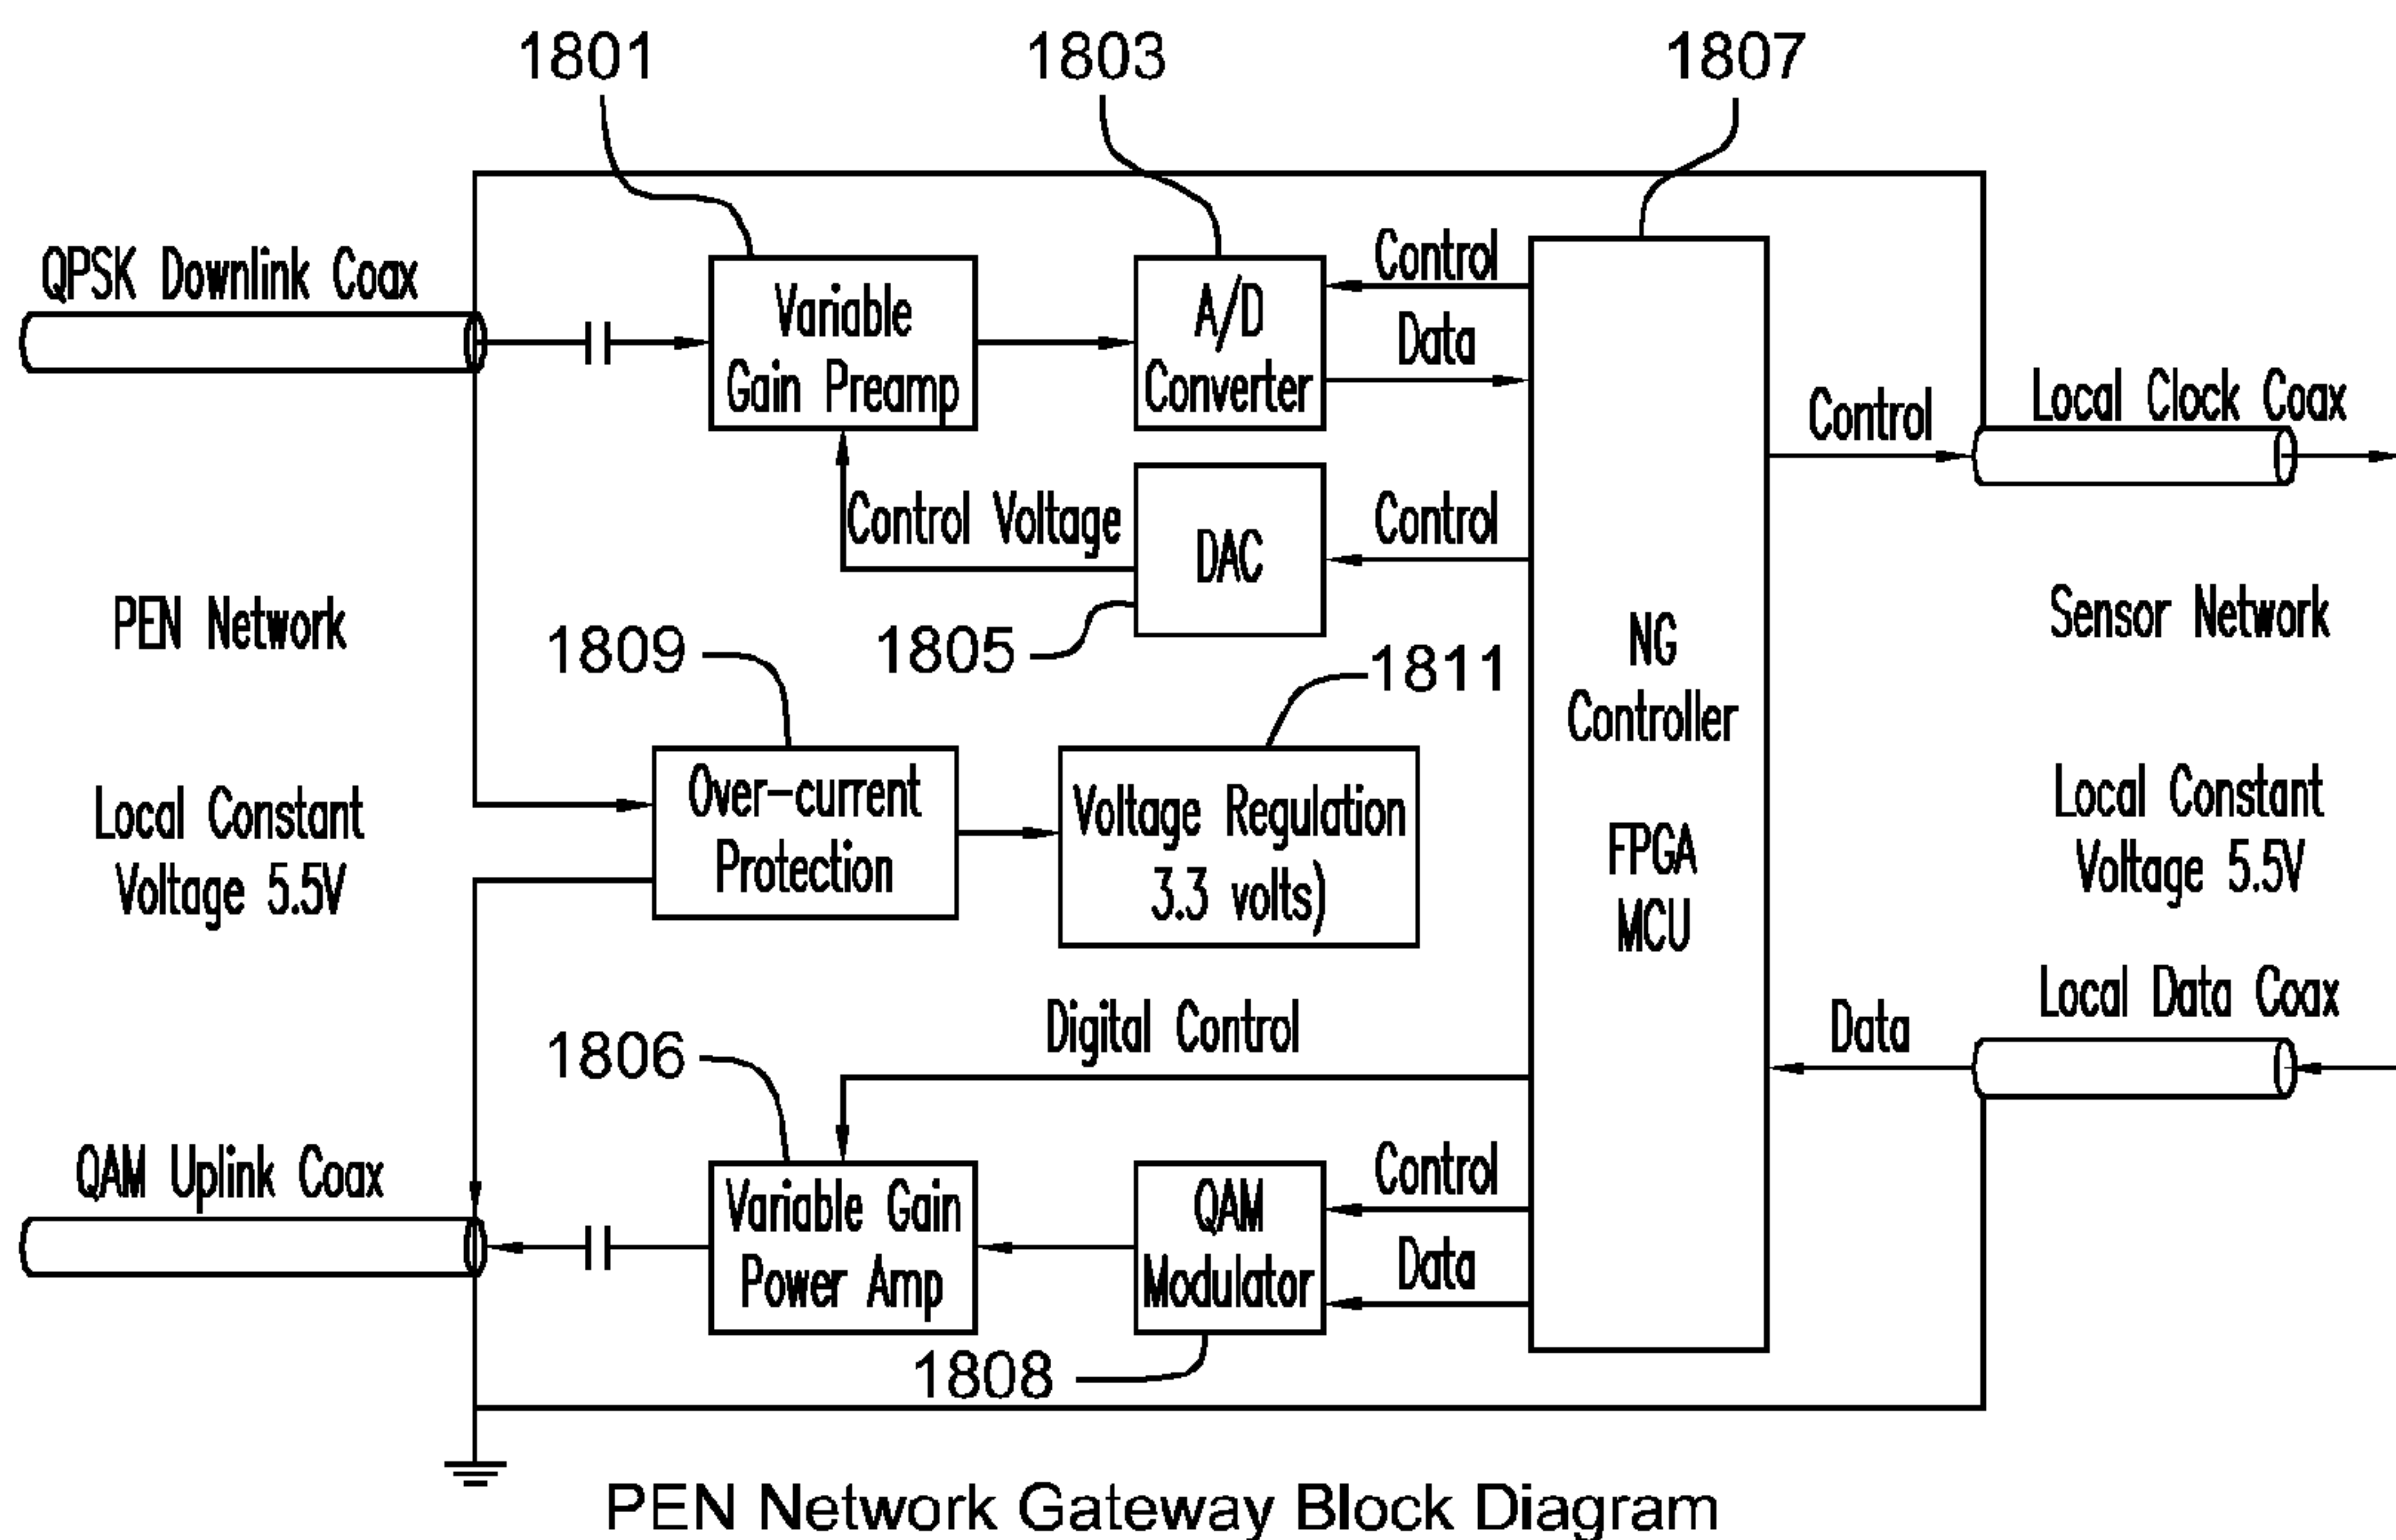 1801
1803
1807
QPSK Downlink Coax
Variable
Gain Preamp
A/D
Converter
Control
Data
Control
Local Clock Coax
Control Voltage
DAC
Control
PEN Network
1809
1805
1811
NG
Controller
FPGA
MCU
Sensor Network
Local Constant
Voltage 5.5V
Over-current
Protection
Voltage Regulation
3.3 volts)
Local Constant
Voltage 5.5V
Digital Control
Data
Local Data Coax
1806
QAM Uplink Coax
Variable Gain
Power Amp
QAM
Modulator
Control
Data
1808
PEN Network Gateway Block Diagram